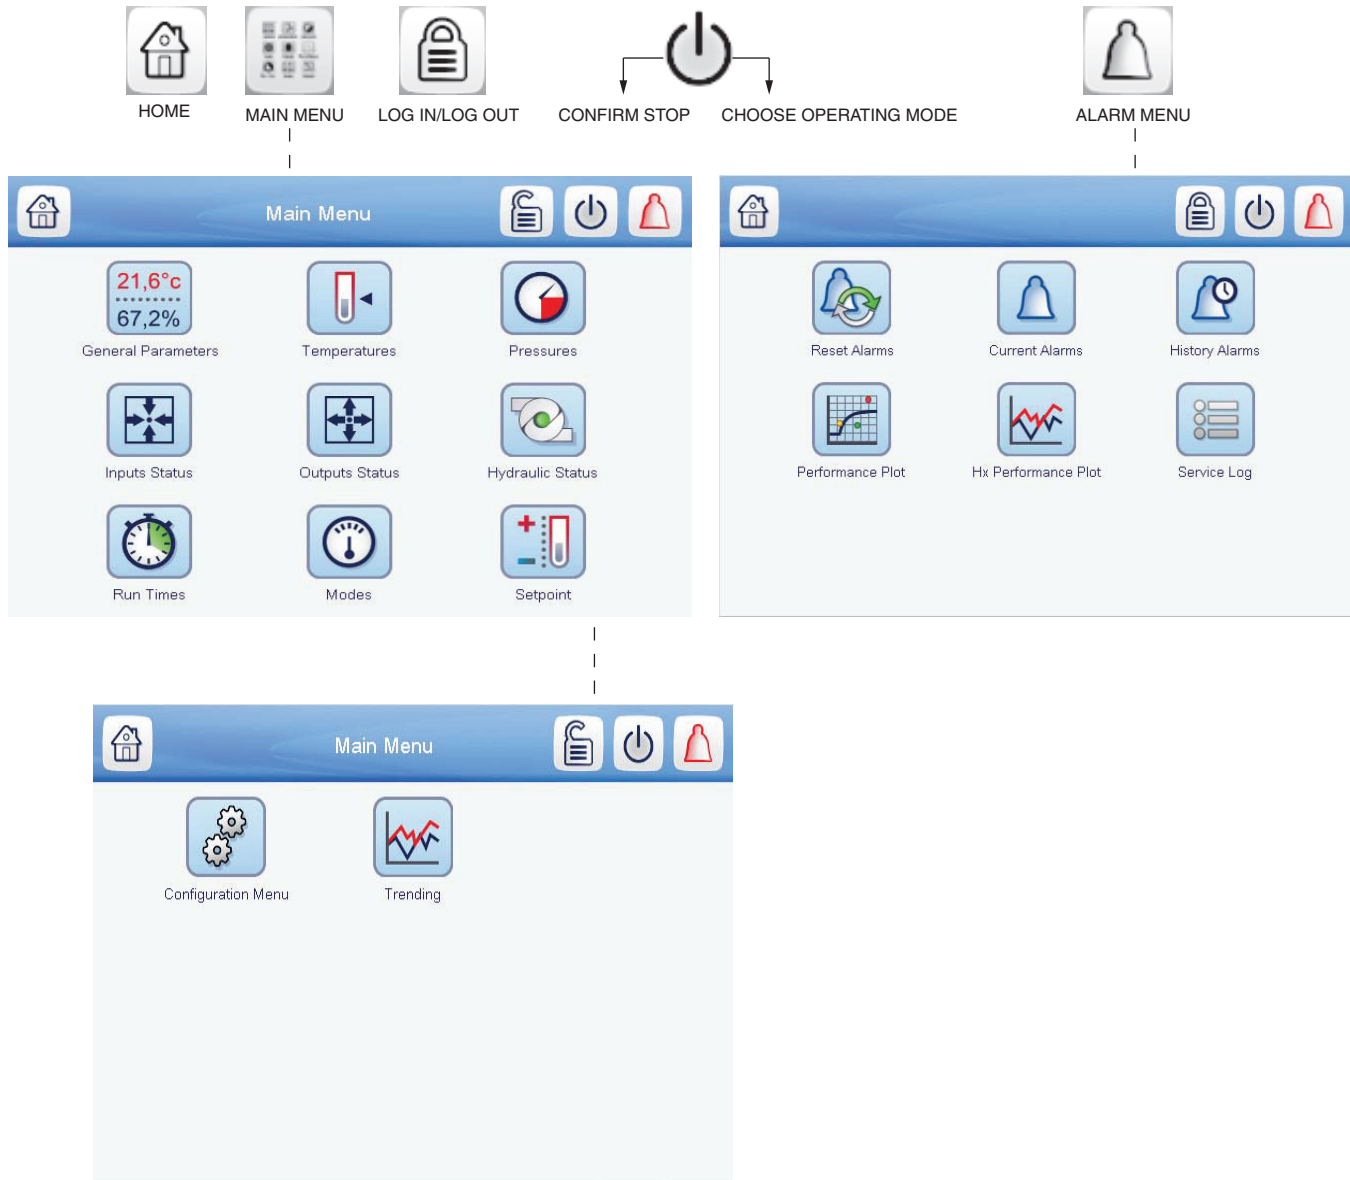 HOME
MAIN MENU
LOG IN/LOG OUT
CONFIRM STOP
CHOOSE OPERATING MODE
ALARM MENU
Main Menu
21,6°c
67,2%
General Parameters
Temperatures
Pressures
Inputs Status
Outputs Status
Hydraulic Status
Run Times
Modes
Setpoint
Reset Alarms
Current Alarms
History Alarms
Performance Plot
Hx Performance Plot
Service Log
Main Menu
Configuration Menu
Trending